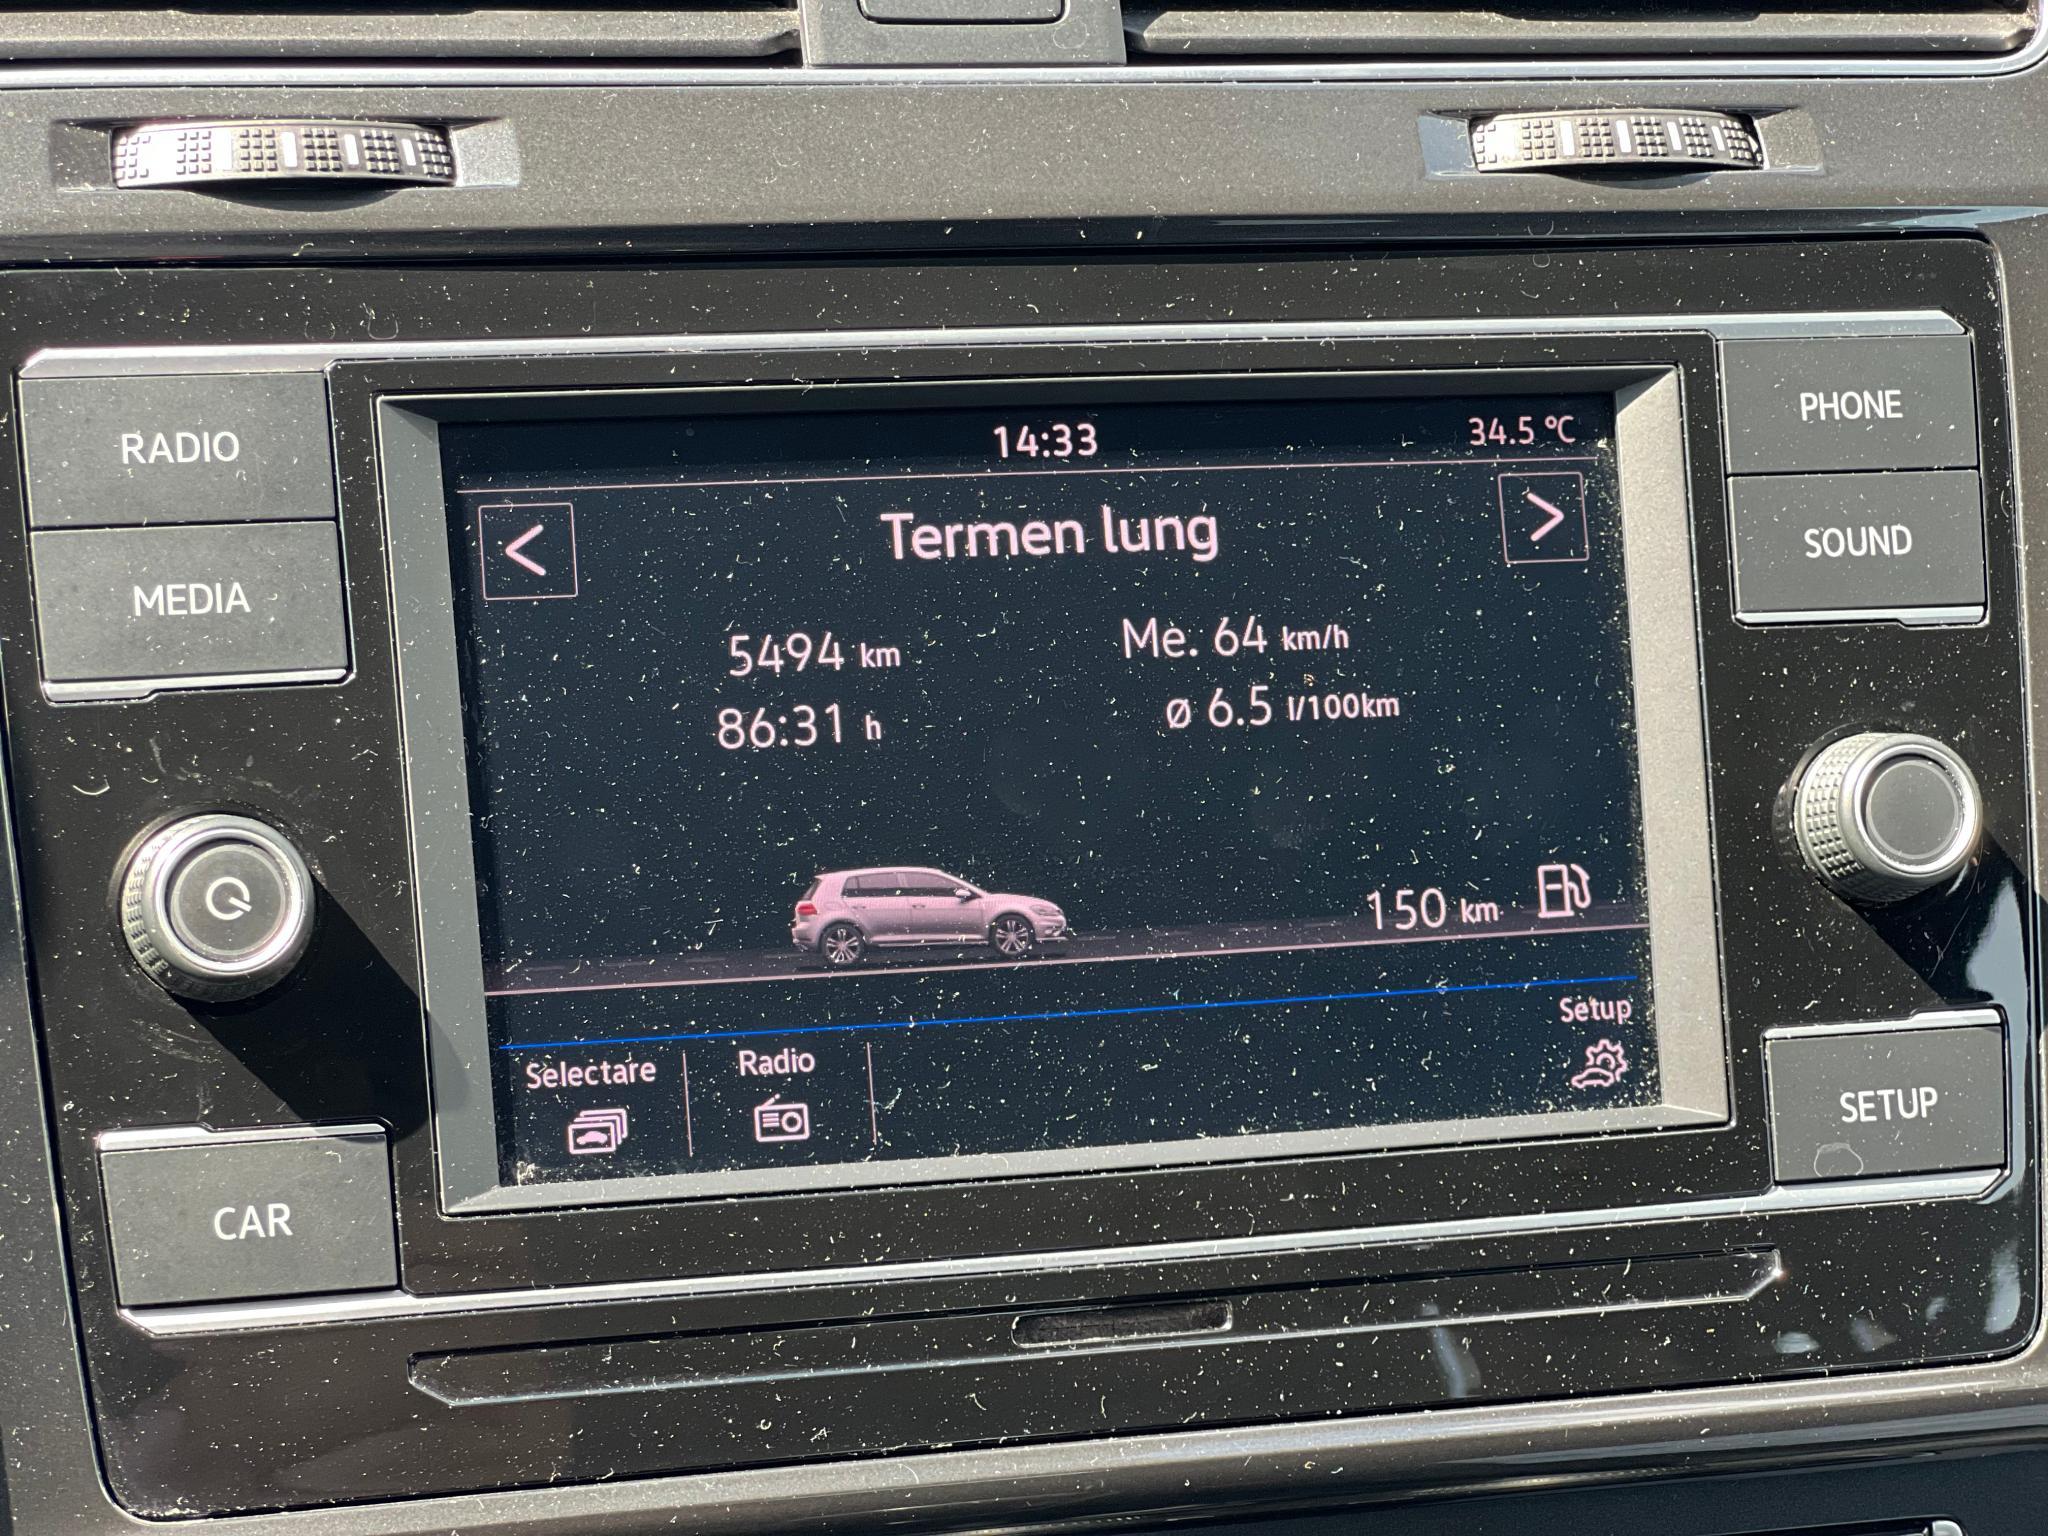 RADIO
MEDIA
CAR
14:33
34.5 °C
<
Termen lung
>
5494 km
Me. 64 km/h
86:31 h
ø 6.5 l/100km
150 km
Selectare
Radio
Setup
PHONE
SOUND
SETUP